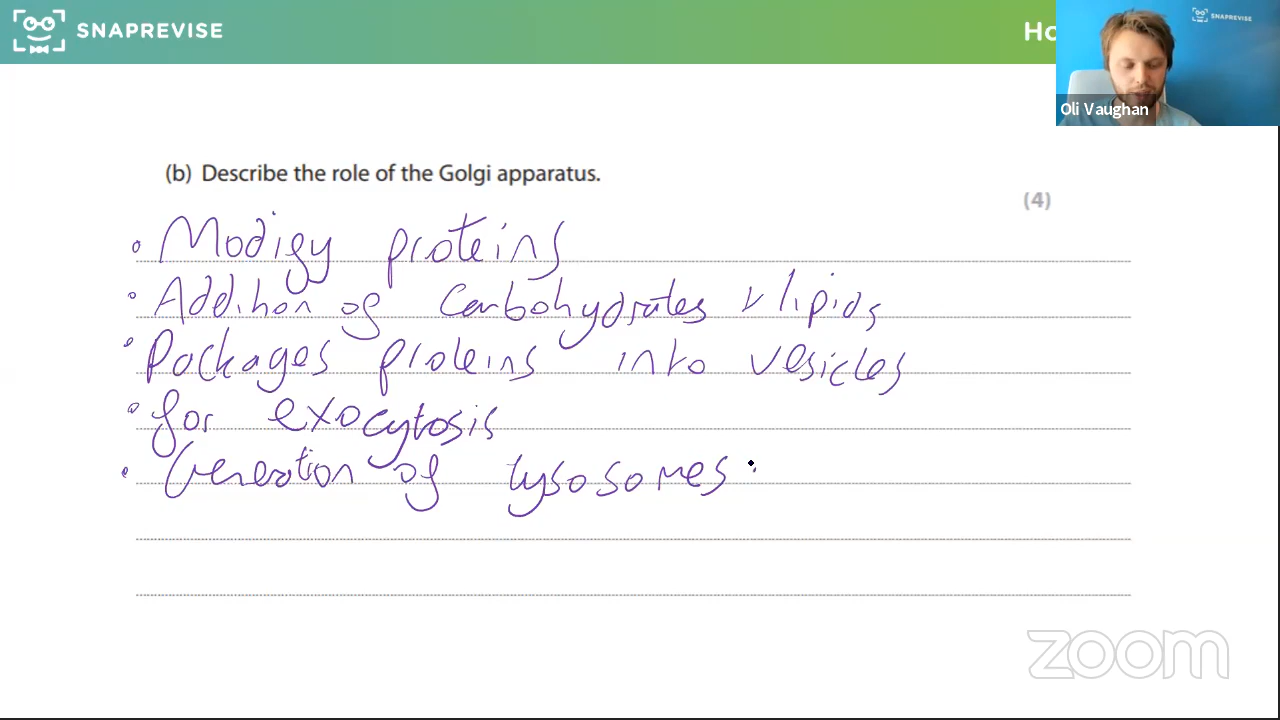 SNAPREVISE
Ho
SNAPREVISE
Oli Vaughan
(b) Describe the role of the Golgi apparatus.
(4)
• Modify proteins
• Addition of carbohydrates & lipids
• Packages proteins into vesicles
• for exocytosis
• Generation of lysosomes
zoom